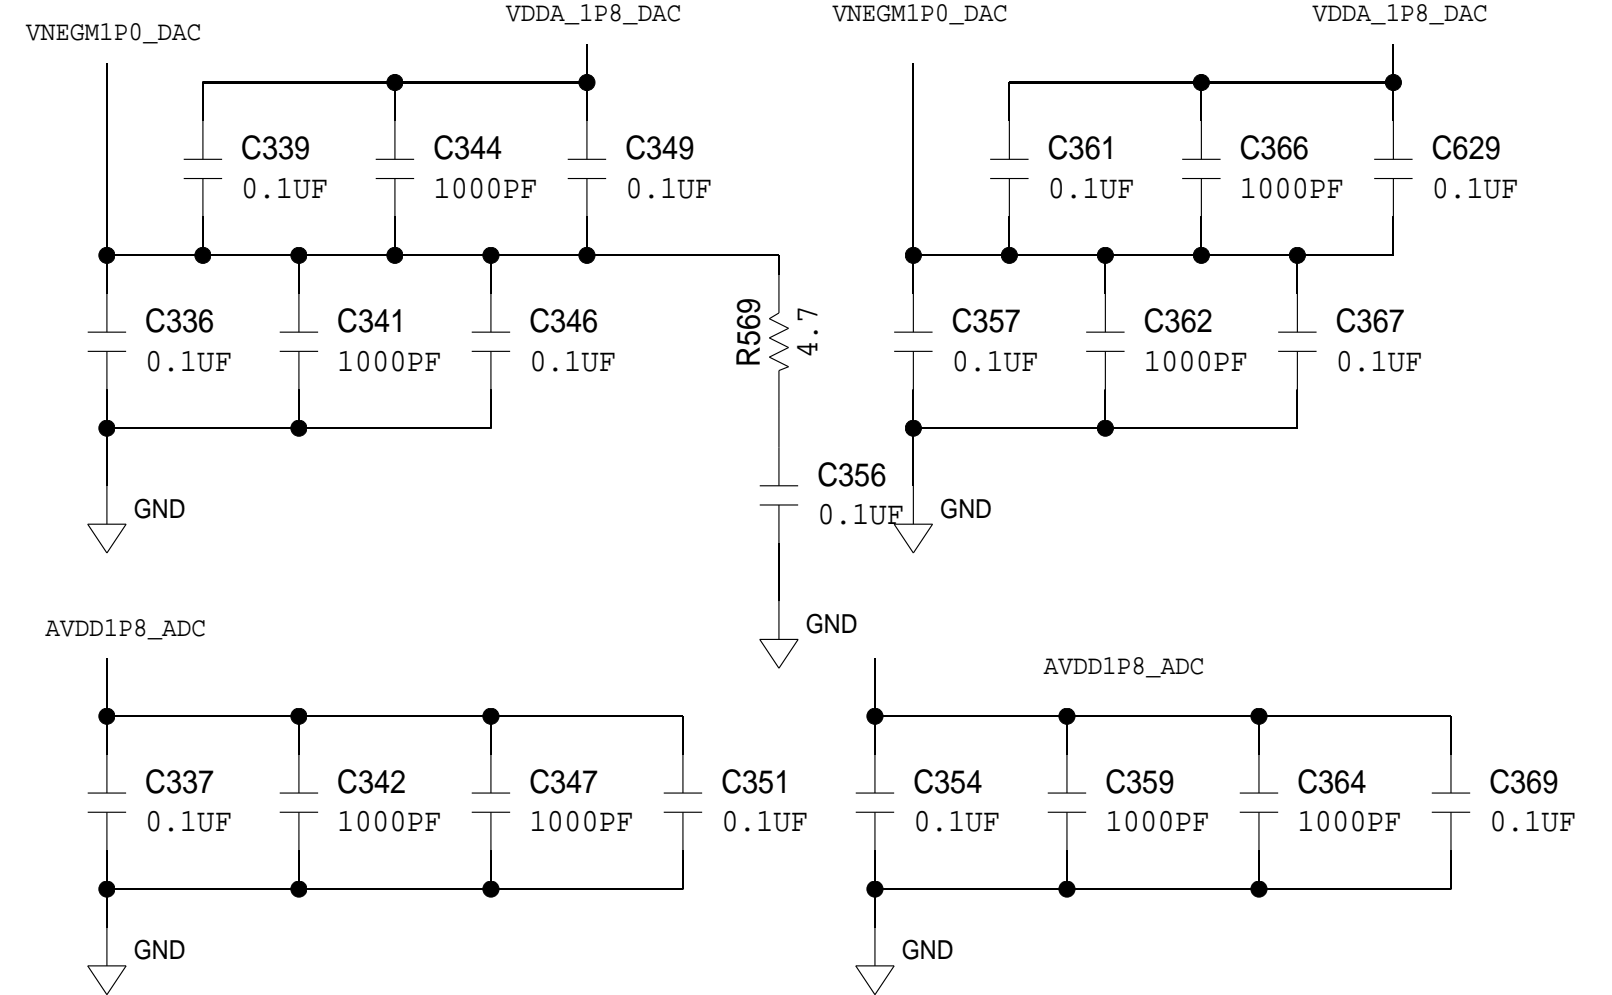 VNEGM1P0_DAC
VDDA_1P8_DAC
C339
0.1UF
C344
1000PF
C349
0.1UF
C336
0.1UF
C341
1000PF
C346
0.1UF
R569
4.7
C356
0.1UF
GND
GND
VNEGM1P0_DAC
VDDA_1P8_DAC
C361
0.1UF
C366
1000PF
C629
0.1UF
C357
0.1UF
C362
1000PF
C367
0.1UF
GND
AVDD1P8_ADC
C337
0.1UF
C342
1000PF
C347
1000PF
C351
0.1UF
GND
AVDD1P8_ADC
C354
0.1UF
C359
1000PF
C364
1000PF
C369
0.1UF
GND